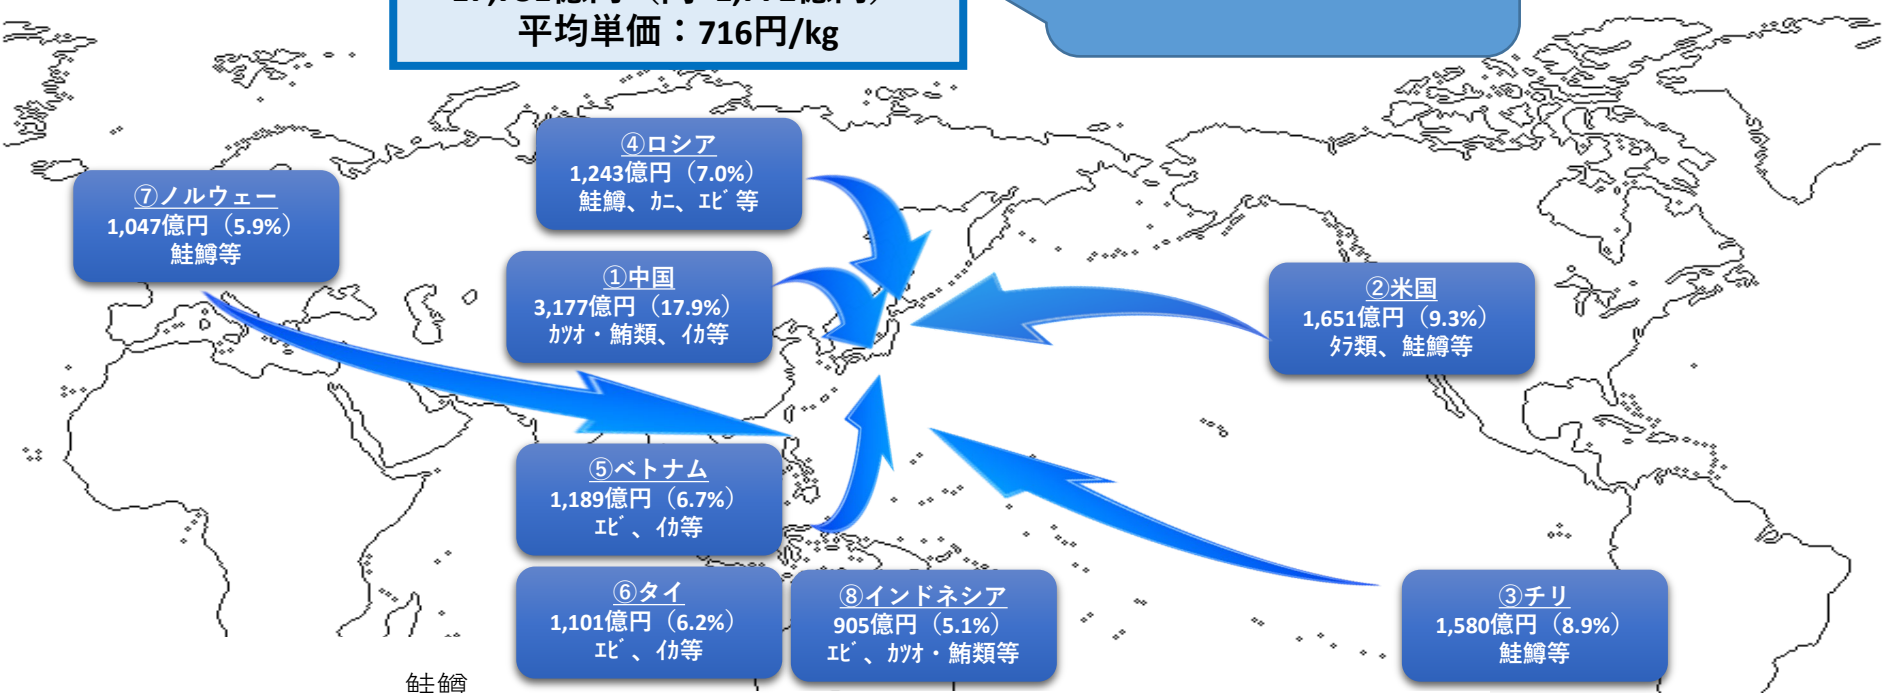 平均単価：716円/kg
④ロシア
1,243億円（7.0%）
鮭鱒、ｶﾆ、ｴﾋﾞ等
⑦ノルウェー
1,047億円（5.9%）
鮭鱒等
①中国
3,177億円（17.9%）
ｶﾂｵ・鮪類、ｲｶ等
②米国
1,651億円（9.3%）
ﾀﾗ類、鮭鱒等
⑤ベトナム
1,189億円（6.7%）
ｴﾋﾞ、ｲｶ等
⑥タイ
1,101億円（6.2%）
ｴﾋﾞ、ｲｶ等
⑧インドネシア
905億円（5.1%）
ｴﾋﾞ、ｶﾂｵ・鮪類等
③チリ
1,580億円（8.9%）
鮭鱒等
鮭鱒